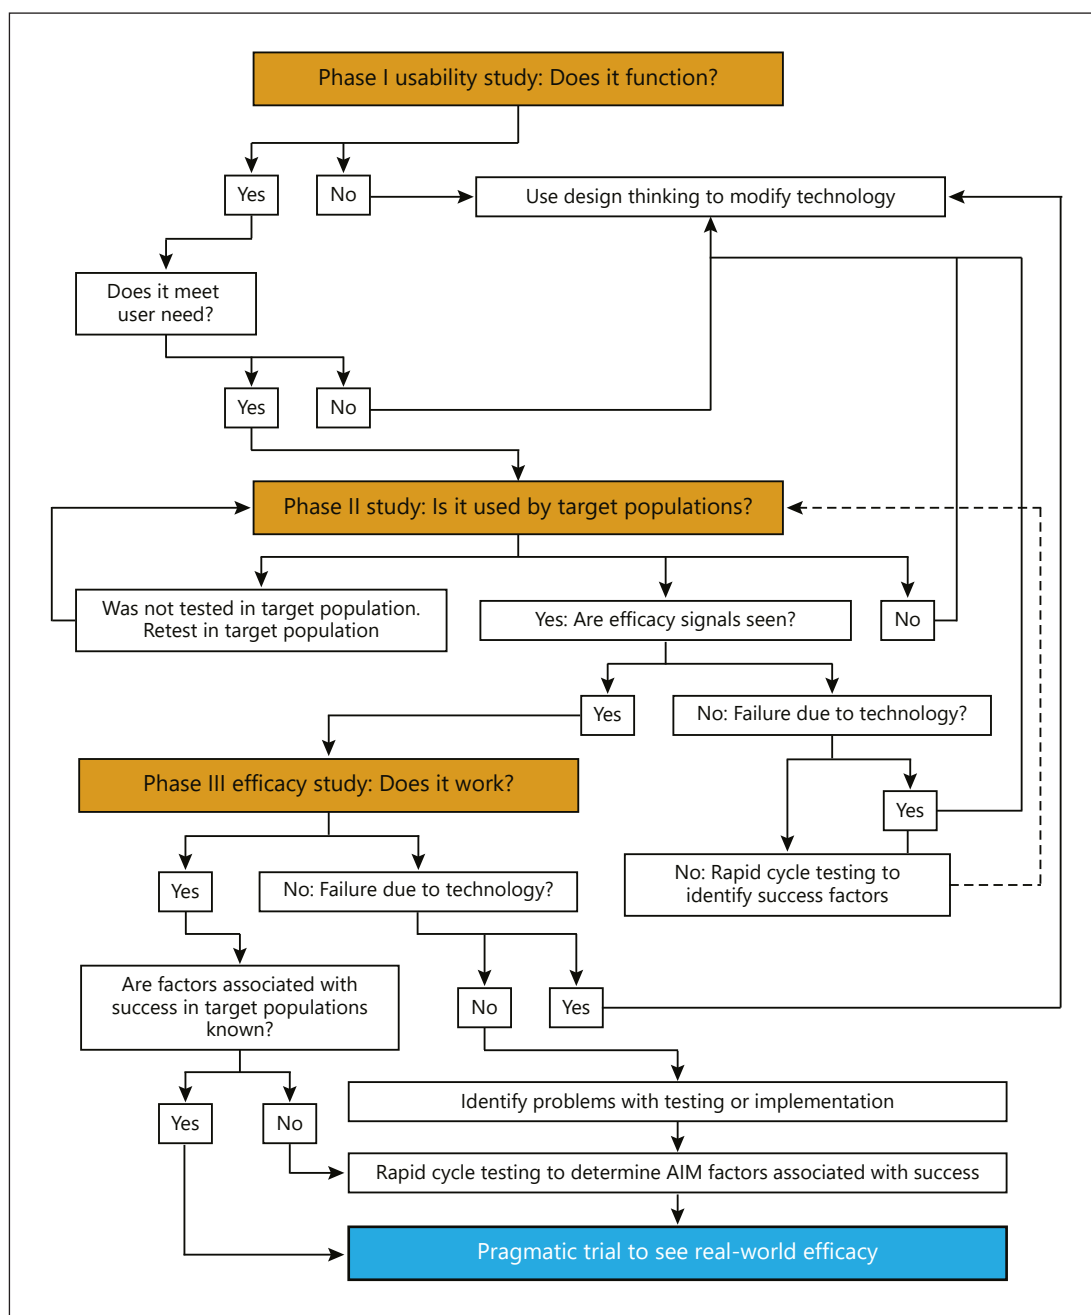 Phase I usability study: Does it function?
Yes
No
Use design thinking to modify technology
Does it meet
user need?
Yes
No
Phase II study: Is it used by target populations?
Was not tested in target population.
Retest in target population
Yes: Are efficacy signals seen?
No
Yes
No: Failure due to technology?
Phase III efficacy study: Does it work?
Yes
No: Rapid cycle testing to
identify success factors
Yes
No: Failure due to technology?
Are factors associated with
success in target populations
known?
No
Yes
Identify problems with testing or implementation
Yes
No
Rapid cycle testing to determine AIM factors associated with success
Pragmatic trial to see real-world efficacy